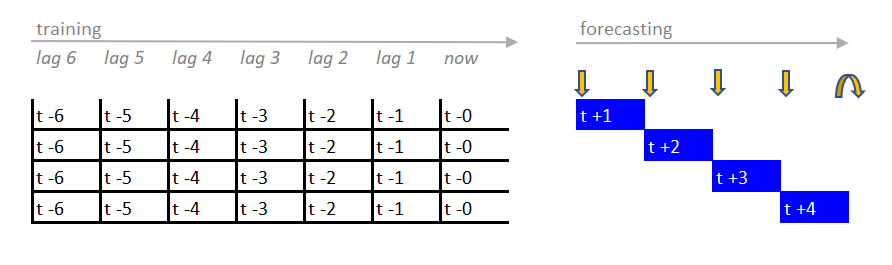 training forecasting
lag 6 lag 5 lag 4 lag 3 lag 2 lag 1 now
t -6 t -5 t -4 t -3 t -2 t -1 t -0 t +1
t -6 t -5 t -4 t -3 t -2 t -1 t -0 t +2
t -6 t -5 t -4 t -3 t -2 t -1 t -0 t +3
t -6 t -5 t -4 t -3 t -2 t -1 t -0 t +4